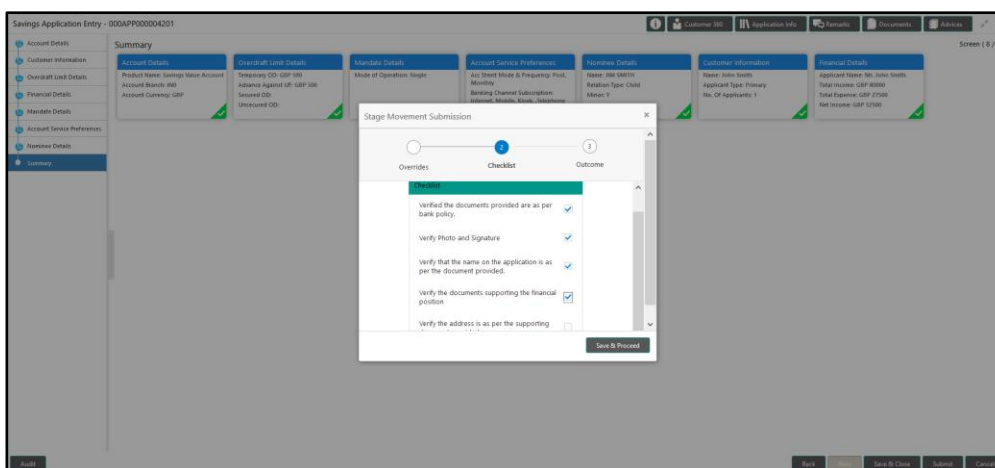 Savings Application Entry - 000APP000004201
Customer 360
Application Info
Remarks
Documents
Advices
Account Details
Customer Information
Overdraft Limit Details
Financial Details
Mandate Details
Account Service Preferences
Nominee Details
Summary
Summary
Screen ( 8 /
Account Details
Product Name: Savings Value Account
Account Branch:
Account Currency: GBP
Overdraft Limit Details
Temporary OD: GBP 500
Advance Against UF: GBP 500
Secured OD:
Unsecured OD:
Mandate Details
Mode of Operation: Single
Account Service Preferences
Acc Stmnt Mode & Frequency: Post,
Monthly
Banking Channel Subscription:
Internet, Mobile, Kiosk, Telephone
Nominee Details
Name: JIM SMITH
Relation Type: Child
Minor: Y
Customer Information
Name: John Smith
Applicant Type: Primary
No. Of Applicants: 1
Financial Details
Applicant Name: Mr. John Smith
Total Income: GBP 80000
Total Expense: GBP 27500
Net Income: GBP 52500
Stage Movement Submission
×
2
3
Overrides
Checklist
Outcome
Checklist
Verified the documents provided are as per
bank policy.
Verify Photo and Signature
Verify that the name on the application is as
per the document provided.
Verify the documents supporting the financial
position
Verify the address is as per the supporting
Save & Proceed
Audit
Back
Save & Close
Submit
Cancel